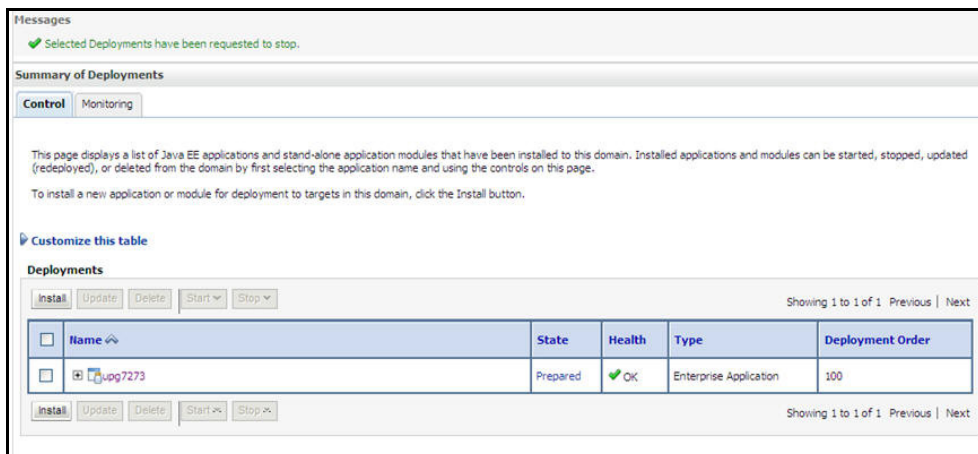 Messages
Selected Deployments have been requested to stop.
Summary of Deployments
Control Monitoring
This page displays a list of Java EE applications and stand-alone application modules that have been installed to this domain. Installed applications and modules can be started, stopped, updated
(redeployed), or deleted from the domain by first selecting the application name and using the controls on this page.
To install a new application or module for deployment to targets in this domain, click the Install button.
Customize this table
Deployments
Install Update Delete Start Stop Showing 1 to 1 of 1 Previous | Next
Name State Health Type Deployment Order
upg7273 Prepared OK Enterprise Application 100
Install Update Delete Start Stop Showing 1 to 1 of 1 Previous | Next